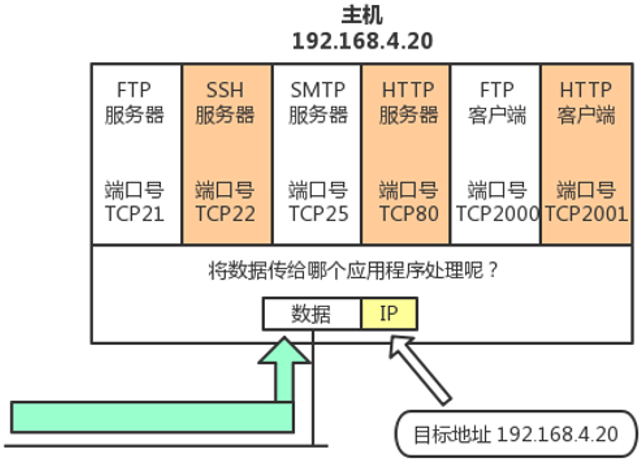 主机
192.168.4.20
FTP
服务器
端口号
TCP21
SSH
服务器
端口号
TCP22
SMTP
服务器
端口号
TCP25
HTTP
服务器
端口号
TCP80
FTP
客户端
端口号
TCP2000
HTTP
客户端
端口号
TCP2001
将数据传给哪个应用程序处理呢？
数据
IP
目标地址 192.168.4.20